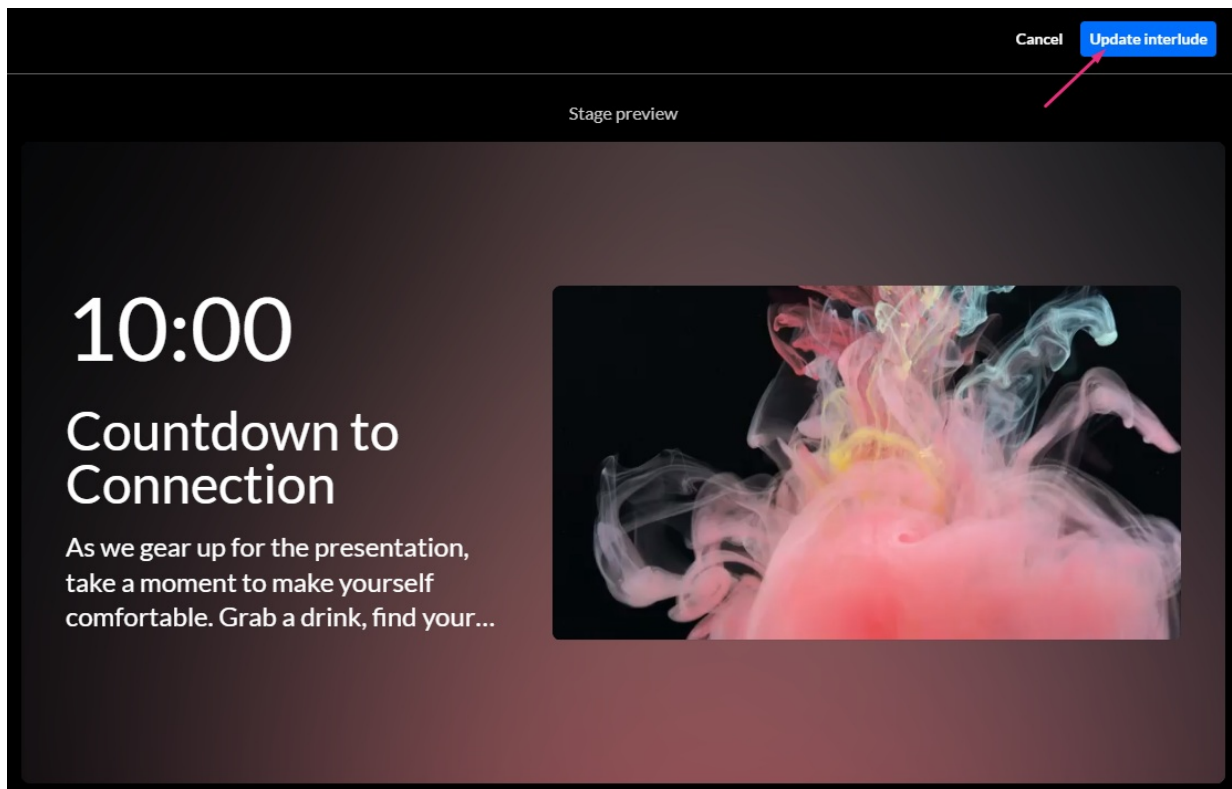 Cancel Update interlude
Stage preview
10:00
Countdown to
Connection
As we gear up for the presentation,
take a moment to make yourself
comfortable. Grab a drink, find your...